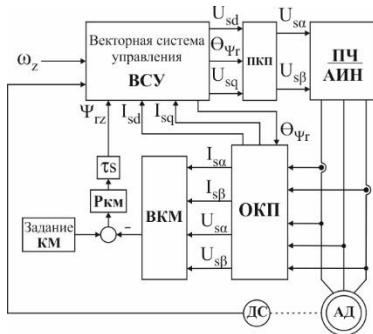 U_sd
U_sα
Векторная система
управления
ВСУ
Θ_Ψr
ПКП
ПЧ
АИН
ω_z
U_sq
U_sβ
Ψ_rz
I_sd
I_sq
Θ_Ψr
τs
Ркм
Задание
КМ
-
ВКМ
I_sα
I_sβ
U_sα
U_sβ
ОКП
ДС
АД